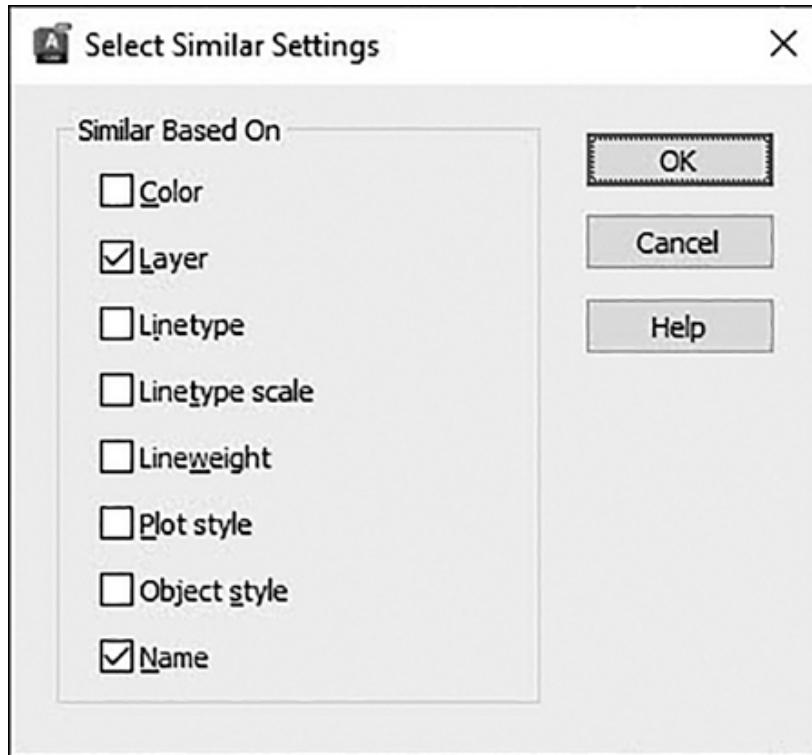 Select Similar Settings
Similar Based On
Color
Layer
Linetype
Linetype scale
Lineweight
Plot style
Object style
Name
OK
Cancel
Help